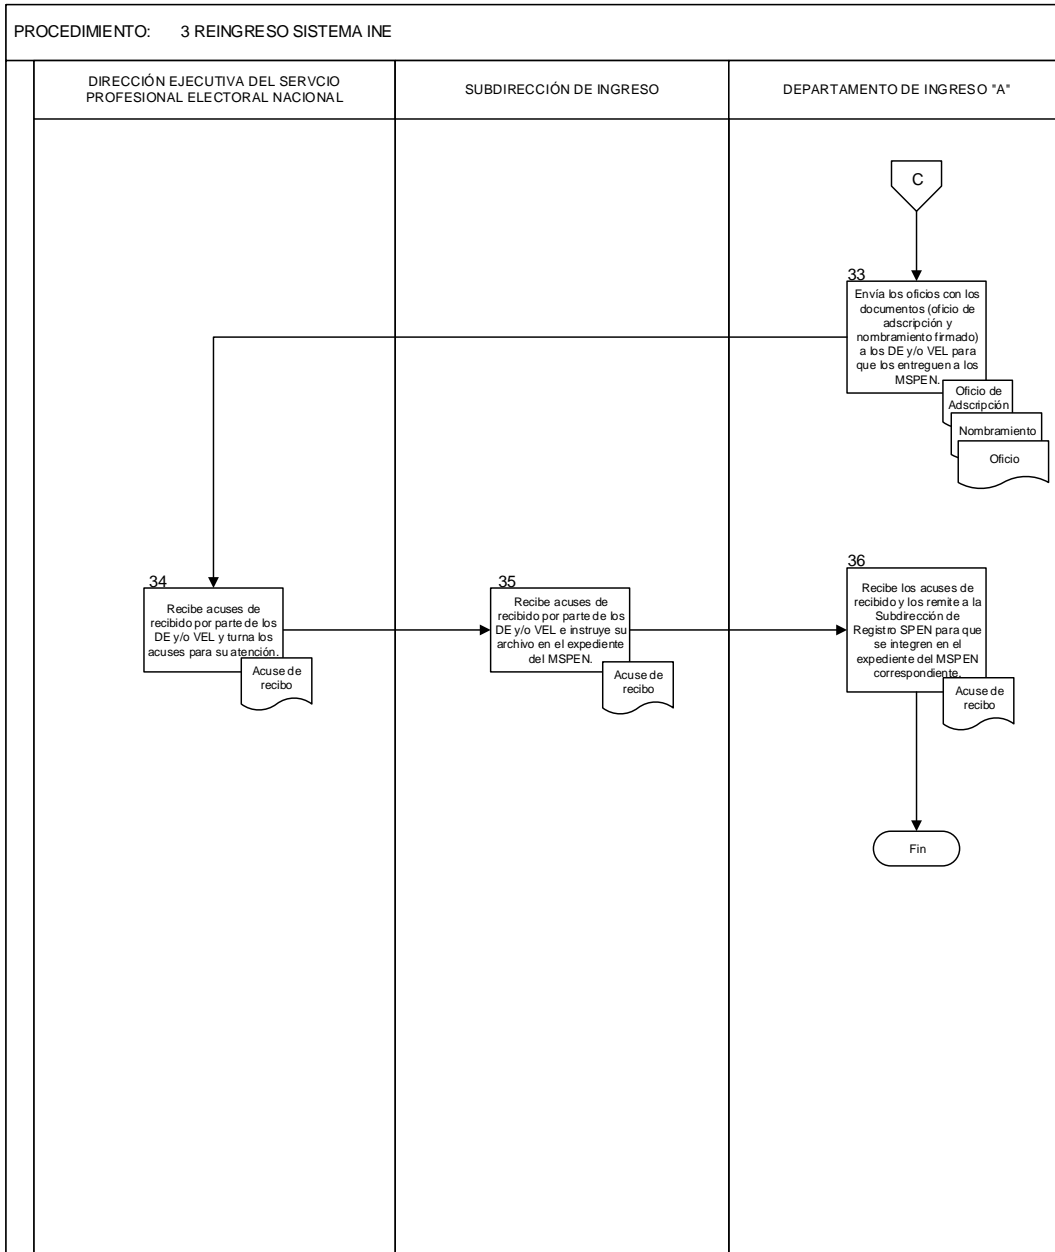 PROCEDIMIENTO: 3 REINGRESO SISTEMA INE
DIRECCIÓN EJECUTIVA DEL SERVCIO
PROFESIONAL ELECTORAL NACIONAL
SUBDIRECCIÓN DE INGRESO
DEPARTAMENTO DE INGRESO "A"
C
33
Envía los oficios con los
documentos (oficio de
adscripción y
nombramiento firmado)
a los DE y/o VEL para
que los entreguen a los
MSPEN.
Oficio de
Adscripción
Nombramiento
Oficio
34
Recibe acuses de
recibido por parte de los
DE y/o VEL y turna los
acuses para su atención.
Acuse de
recibo
35
Recibe acuses de
recibido por parte de los
DE y/o VEL e instruye su
archivo en el expediente
del MSPEN.
Acuse de
recibo
36
Recibe los acuses de
recibido y los remite a la
Subdirección de
Registro SPEN para que
se integren en el
expediente del MSPEN
correspondiente.
Acuse de
recibo
Fin